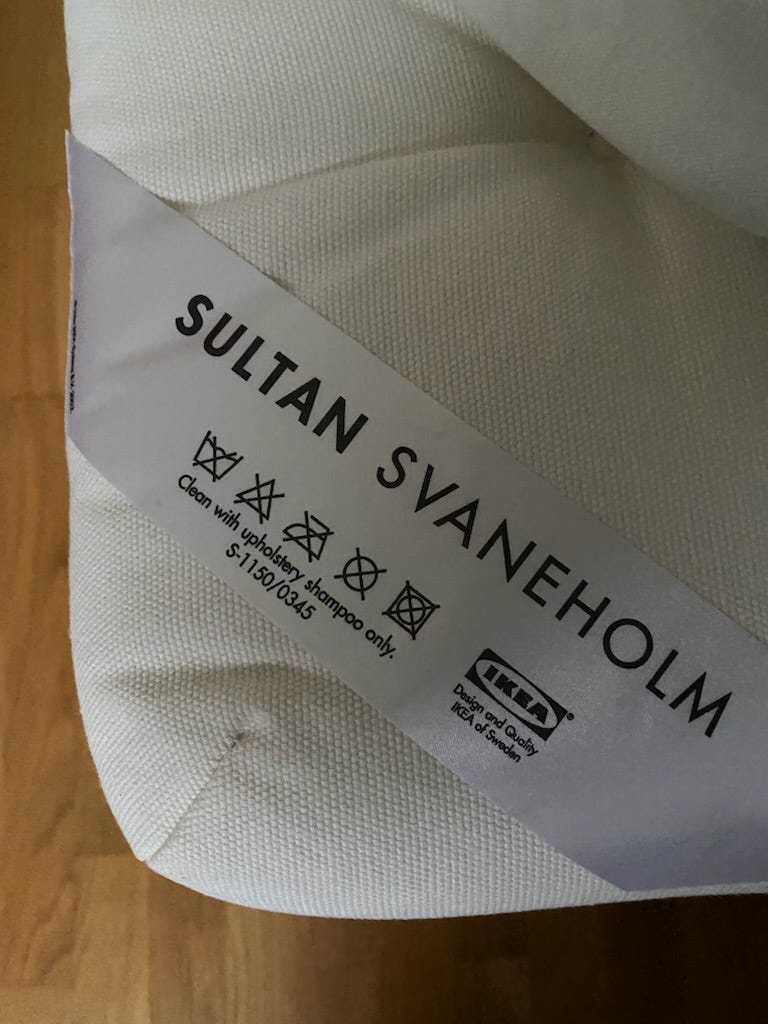 SULTAN SVANEHOLM
Clean with upholstery shampoo only.
S-1150/0345
IKEA®
Design and Quality
IKEA of Sweden